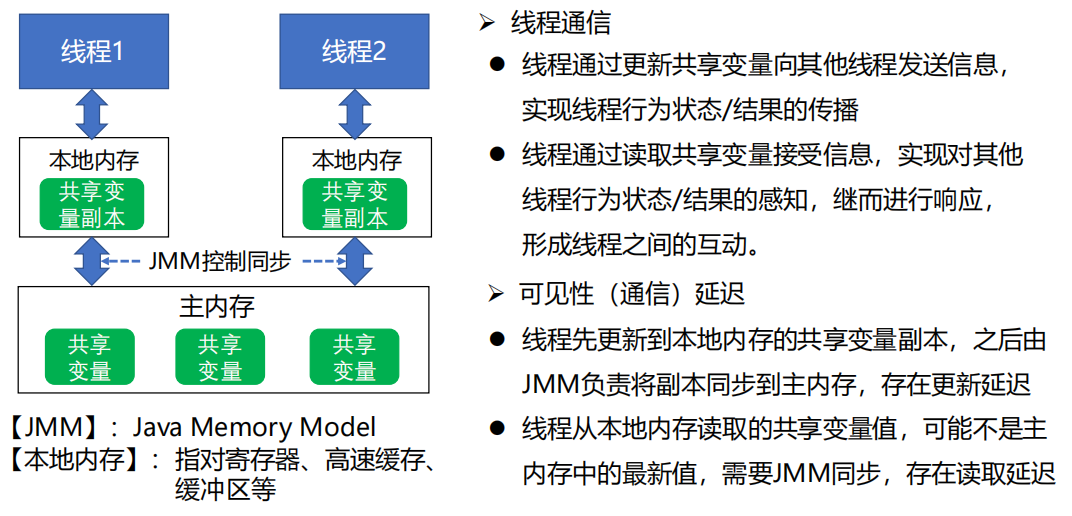 线程1
线程2
本地内存
共享变
量副本
本地内存
共享变
量副本
JMM控制同步
主内存
共享
变量
共享
变量
共享
变量
【JMM】：Java Memory Model
【本地内存】：指对寄存器、高速缓存、
缓冲区等
➢ 线程通信
● 线程通过更新共享变量向其他线程发送信息，
实现线程行为状态/结果的传播
● 线程通过读取共享变量接受信息，实现对其他
线程行为状态/结果的感知，继而进行响应，
形成线程之间的互动。
➢ 可见性（通信）延迟
● 线程先更新到本地内存的共享变量副本，之后由
JMM负责将副本同步到主内存，存在更新延迟
● 线程从本地内存读取的共享变量值，可能不是主
内存中的最新值，需要JMM同步，存在读取延迟